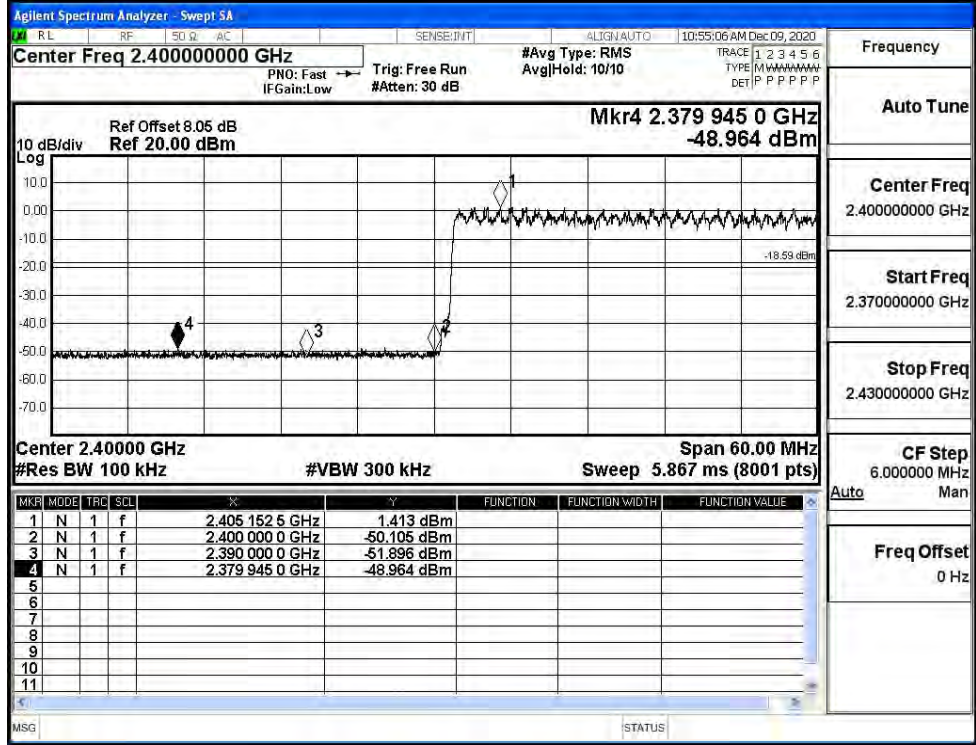 Agilent Spectrum Analyzer - Swept SA
RL RF 50 Ω AC SENSE:INT ALIGN AUTO 10:55:06 AM Dec 09, 2020
Center Freq 2.400000000 GHz
PNO: Fast
IFGain:Low
Trig: Free Run
#Atten: 30 dB
#Avg Type: RMS
Avg|Hold: 10/10
TRACE 1 2 3 4 5 6
TYPE M WWWWW
DET P P P P P P
Mkr4 2.379 945 0 GHz
-48.964 dBm
Ref Offset 8.05 dB
10 dB/div Ref 20.00 dBm
Log
10.0
0.00
-10.0
-20.0
-30.0
-40.0
-50.0
-60.0
-70.0
1
-18.59 dBm
4
3
2
Center 2.40000 GHz Span 60.00 MHz
#Res BW 100 kHz #VBW 300 kHz Sweep 5.867 ms (8001 pts)
MKR MODE TRC SCL X Y FUNCTION FUNCTION WIDTH FUNCTION VALUE
1 N 1 f 2.405 152 5 GHz 1.413 dBm
2 N 1 f 2.400 000 0 GHz -50.105 dBm
3 N 1 f 2.390 000 0 GHz -51.896 dBm
4 N 1 f 2.379 945 0 GHz -48.964 dBm
5
6
7
8
9
10
11
MSG STATUS
Frequency
Auto Tune
Center Freq
2.400000000 GHz
Start Freq
2.370000000 GHz
Stop Freq
2.430000000 GHz
CF Step
6.000000 MHz
Auto Man
Freq Offset
0 Hz